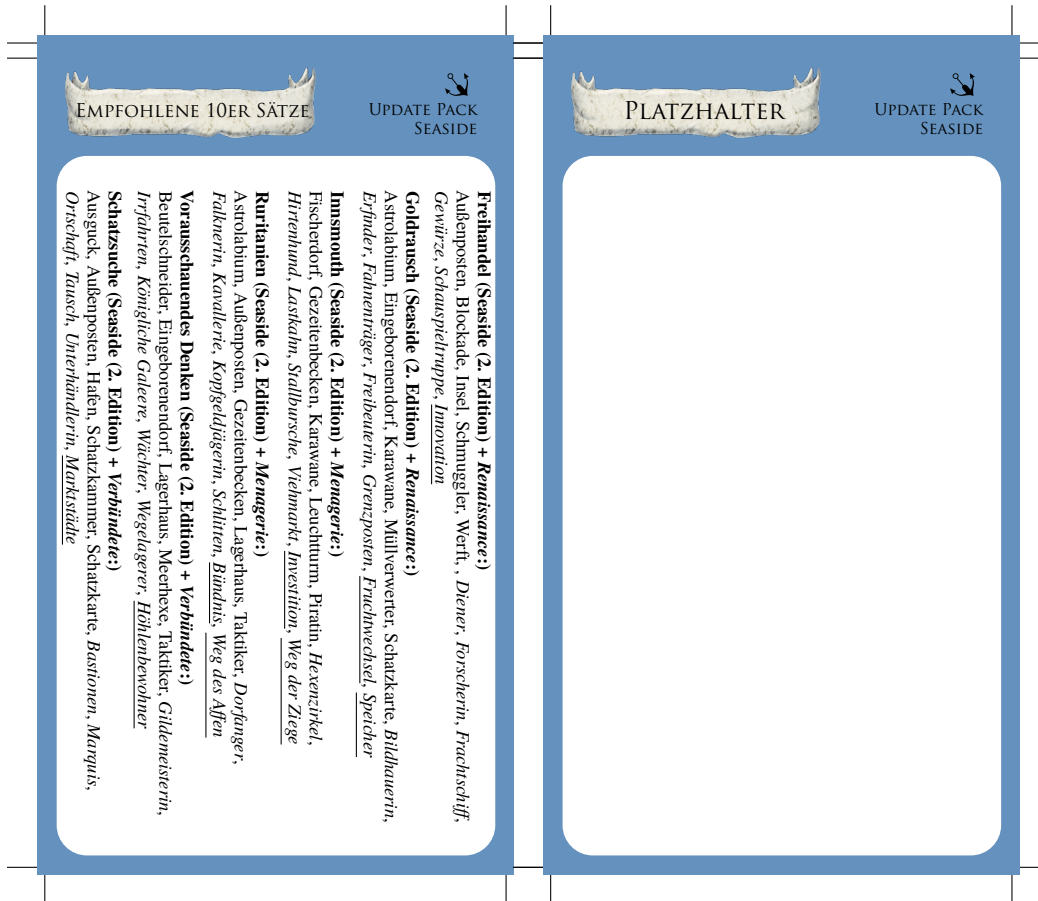 Empfohlene 10er Sätze
Update Pack
Seaside
Freihandel (Seaside (2. Edition) + Renaissance:)
Außenposten, Blockade, Insel, Schmuggler, Werft, , Diener, Forscherin, Frachtschiff,
Gewürze, Schauspieltruppe, Innovation
Goldrausch (Seaside (2. Edition) + Renaissance:)
Astrolabium, Eingeborenendorf, Karawane, Müllverwerter, Schatzkarte, Bildhauerin,
Erfinder, Fahnenträger, Freibeuterin, Grenzposten, Fruchtwechsel, Speicher
Innsmouth (Seaside (2. Edition) + Menagerie:)
Fischerdorf, Gezeitenbecken, Karawane, Leuchtturm, Piratin, Hexenzirkel,
Hirtenhund, Lastkahn, Stallbursche, Viehmarkt, Investition, Weg der Ziege
Ruritanien (Seaside (2. Edition) + Menagerie:)
Astrolabium, Außenposten, Gezeitenbecken, Lagerhaus, Taktiker, Dorfanger,
Falknerin, Kavallerie, Kopfgeldjägerin, Schlitten, Bündnis, Weg des Affen
Vorausschauendes Denken (Seaside (2. Edition) + Verbündete:)
Beutelschneider, Eingeborenendorf, Lagerhaus, Meerhexe, Taktiker, Gildemeisterin,
Irrfahrten, Königliche Galeere, Wächter, Wegelagerer, Höhlenbewohner
Schatzsuche (Seaside (2. Edition) + Verbündete:)
Ausguck, Außenposten, Hafen, Schatzkammer, Schatzkarte, Bastionen, Marquis,
Ortschaft, Tausch, Unterhändlerin, Marktstädte
Platzhalter
Update Pack
Seaside